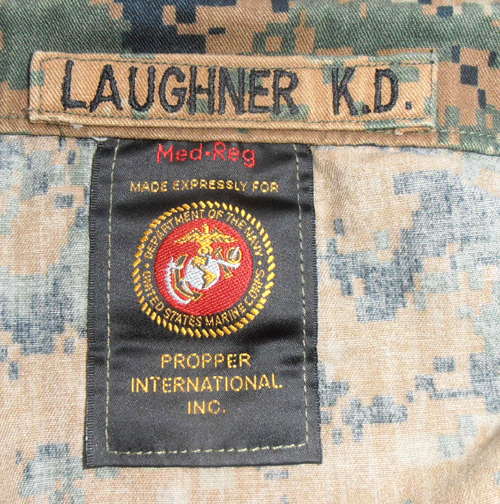 LAUGHNER K.D.
Med-Reg
MADE EXPRESSLY FOR
DEPARTMENT OF THE NAVY
UNITED STATES MARINE CORPS
PROPPER
INTERNATIONAL
INC.